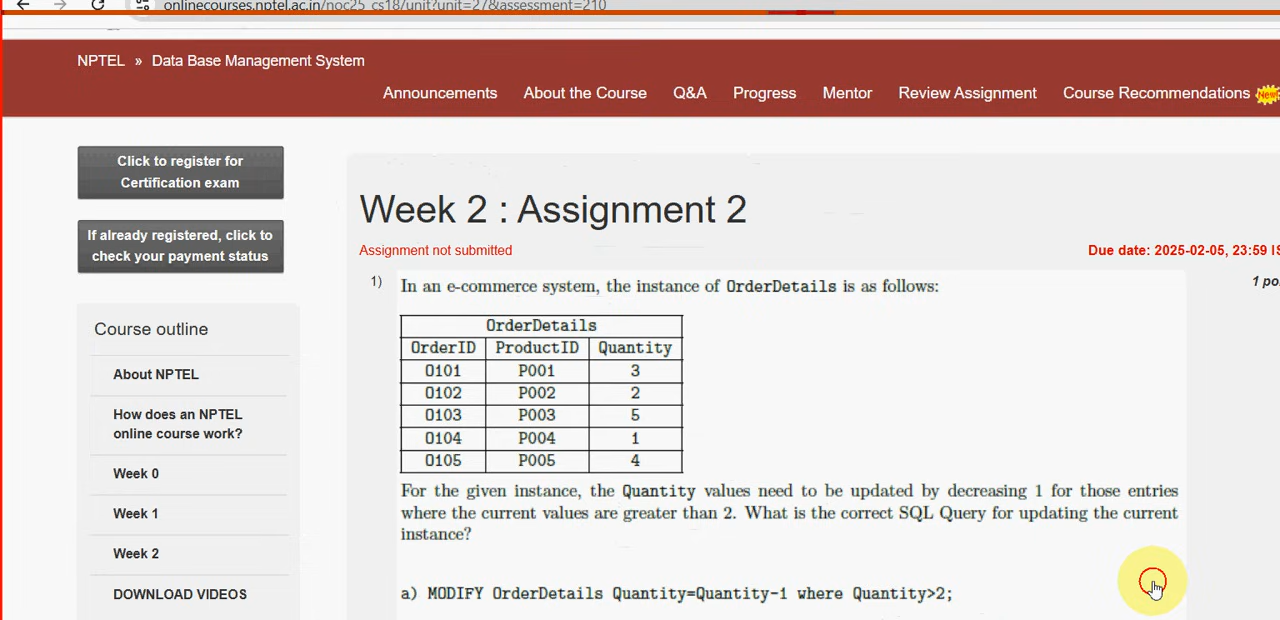 onlinecourses.nptel.ac.in/noc25_cs18/unit?unit=27&assessment=210
NPTEL » Data Base Management System
Announcements About the Course Q&A Progress Mentor Review Assignment Course Recommendations New
Click to register for
Certification exam
If already registered, click to
check your payment status
Course outline
About NPTEL
How does an NPTEL
online course work?
Week 0
Week 1
Week 2
DOWNLOAD VIDEOS
Week 2 : Assignment 2
Assignment not submitted
Due date: 2025-02-05, 23:59
1)
In an e-commerce system, the instance of OrderDetails is as follows:
OrderDetails
OrderID ProductID Quantity
O101 P001 3
O102 P002 2
O103 P003 5
O104 P004 1
O105 P005 4
For the given instance, the Quantity values need to be updated by decreasing 1 for those entries
where the current values are greater than 2. What is the correct SQL Query for updating the current
instance?
a) MODIFY OrderDetails Quantity=Quantity-1 where Quantity>2;
1